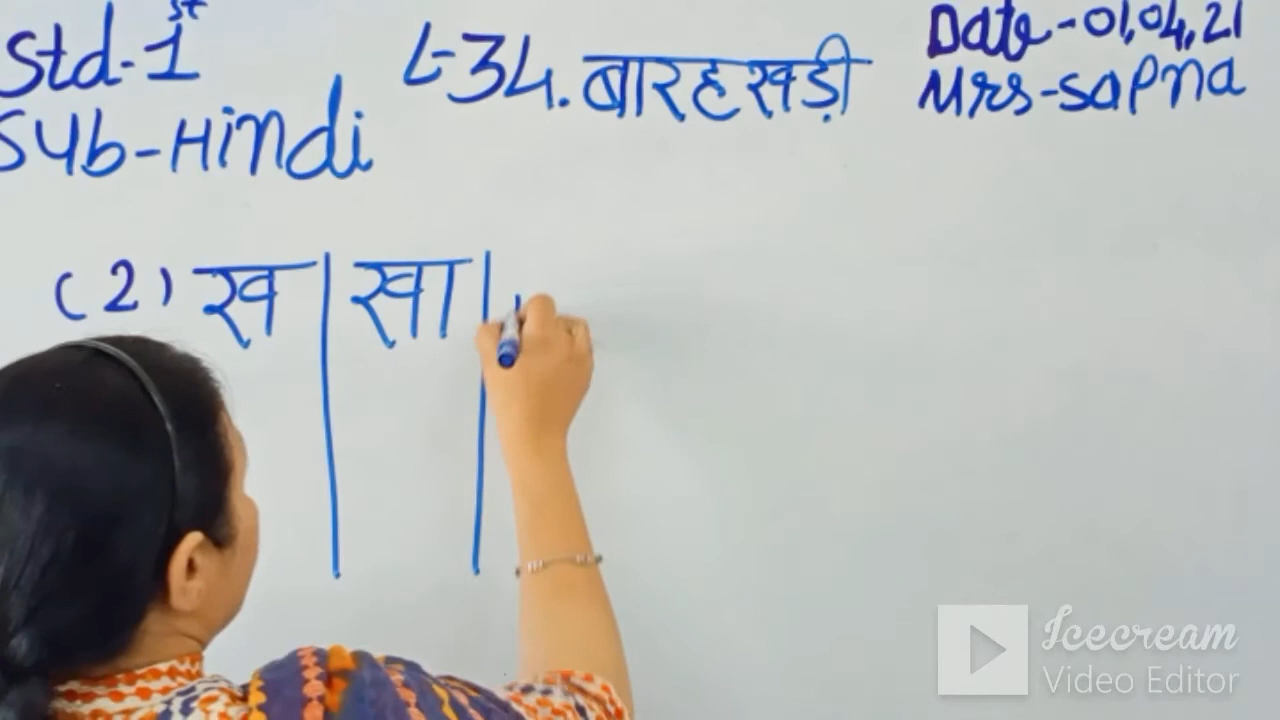 Std-1st L-34. बारहखड़ी Date-01,04,21
Sub-Hindi Mrs-Sapna
(2) ख | खा |
Icecream
Video Editor